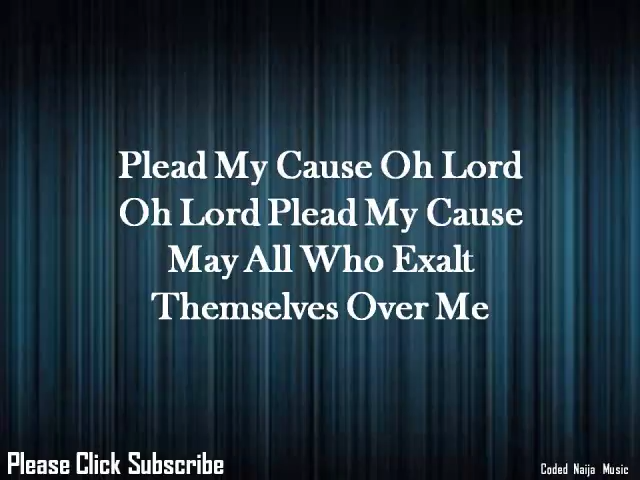 Plead My Cause Oh Lord
Oh Lord Plead My Cause
May All Who Exalt
Themselves Over Me
Please Click Subscribe
Coded Naija Music